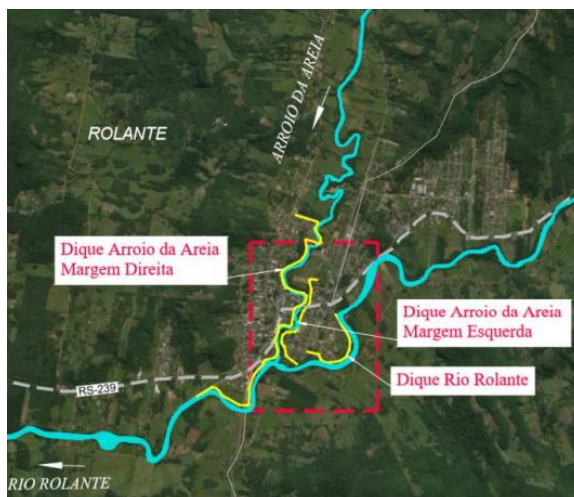 ARROIO DA AREIA
ROLANTE
Dique Arroio da Areia
Margem Direita
Dique Arroio da Areia
Margem Esquerda
Dique Rio Rolante
RS-239
RIO ROLANTE